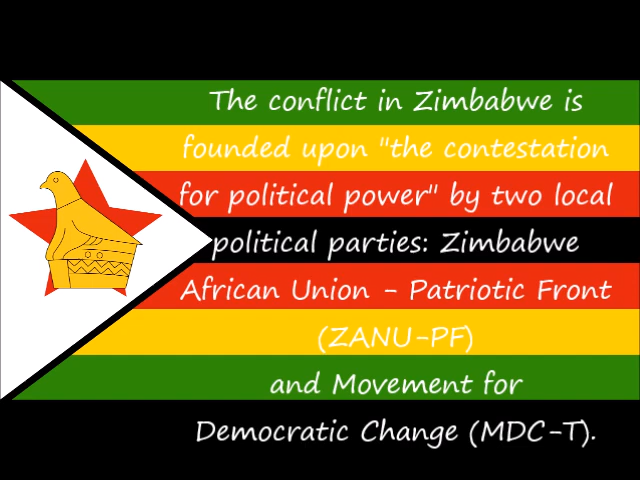 The conflict in Zimbabwe is
founded upon "the contestation
for political power" by two local
political parties: Zimbabwe
African Union - Patriotic Front
(ZANU-PF)
and Movement for
Democratic Change (MDC-T).